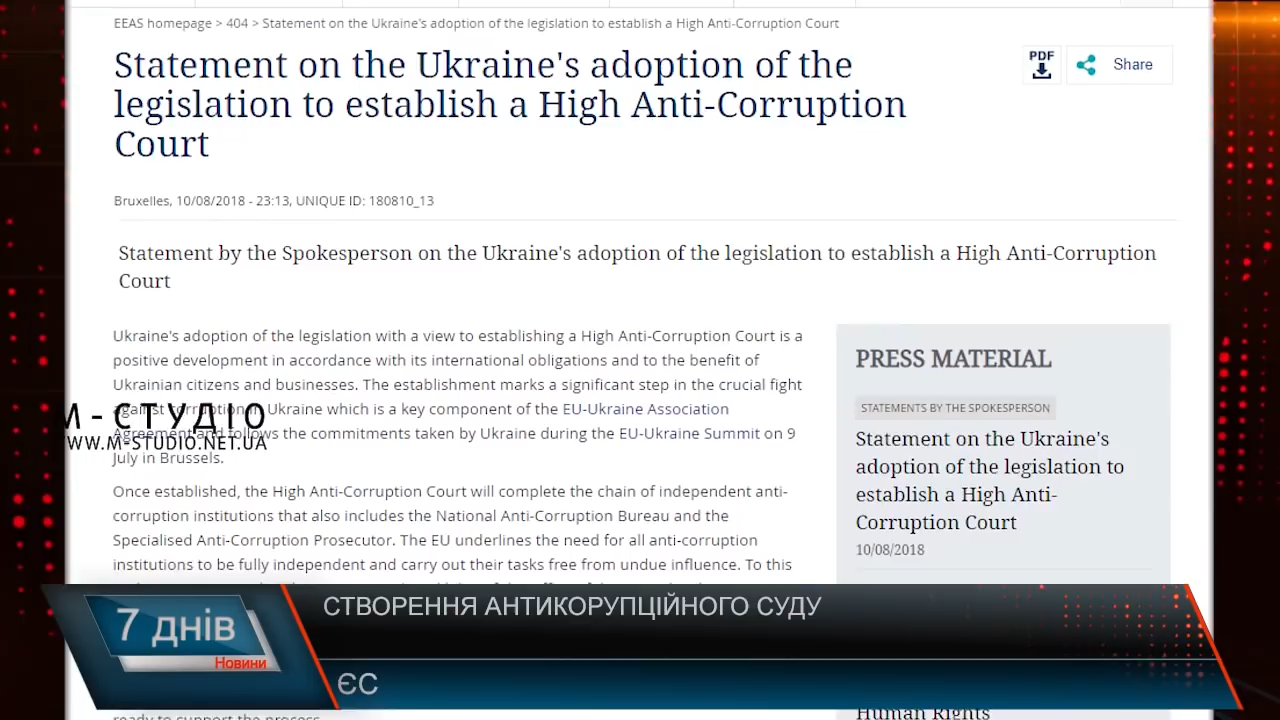 EEAS homepage > 404 > Statement on the Ukraine's adoption of the legislation to establish a High Anti-Corruption Court
Statement on the Ukraine's adoption of the
legislation to establish a High Anti-Corruption
Court
PDF
Share
Bruxelles, 10/08/2018 - 23:13, UNIQUE ID: 180810_13
Statement by the Spokesperson on the Ukraine's adoption of the legislation to establish a High Anti-Corruption
Court
Ukraine's adoption of the legislation with a view to establishing a High Anti-Corruption Court is a
positive development in accordance with its international obligations and to the benefit of
Ukrainian citizens and businesses. The establishment marks a significant step in the crucial fight
against corruption in Ukraine which is a key component of the EU-Ukraine Association
Agreement and follows the commitments taken by Ukraine during the EU-Ukraine Summit on 9
July in Brussels.
Once established, the High Anti-Corruption Court will complete the chain of independent anti-
corruption institutions that also includes the National Anti-Corruption Bureau and the
Specialised Anti-Corruption Prosecutor. The EU underlines the need for all anti-corruption
institutions to be fully independent and carry out their tasks free from undue influence. To this
ready to support the process.
PRESS MATERIAL
STATEMENTS BY THE SPOKESPERSON
Statement on the Ukraine's
adoption of the legislation to
establish a High Anti-
Corruption Court
10/08/2018
Human Rights
М-СТУДІО
WWW.M-STUDIO.NET.UA
7 днів
Новини
СТВОРЕННЯ АНТИКОРУПЦІЙНОГО СУДУ
ЄС